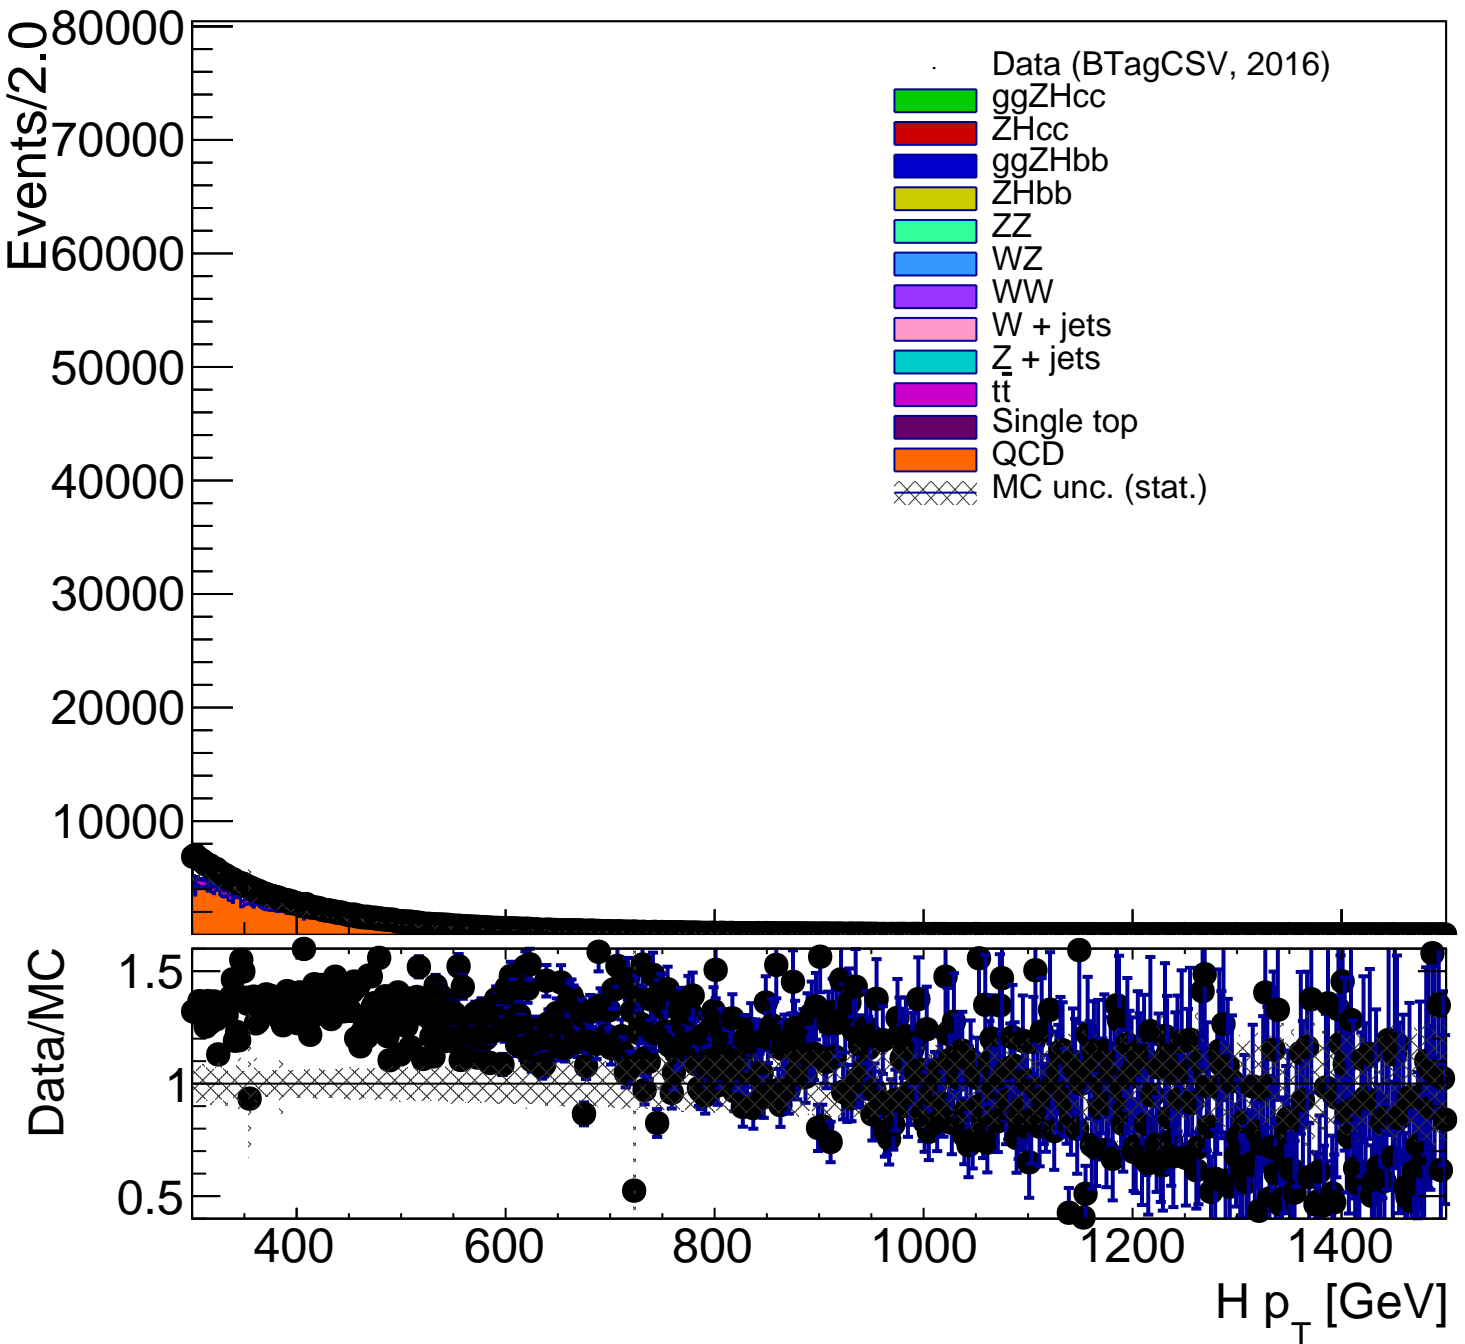 Events/2.0
80000
70000
60000
50000
40000
30000
20000
10000
Data (BTagCSV, 2016)
ggZHcc
ZHcc
ggZHbb
ZHbb
ZZ
WZ
WW
W + jets
Z + jets
tt̄
Single top
QCD
MC unc. (stat.)
Data/MC
1.5
1
0.5
400 600 800 1000 1200 1400
H p_T [GeV]